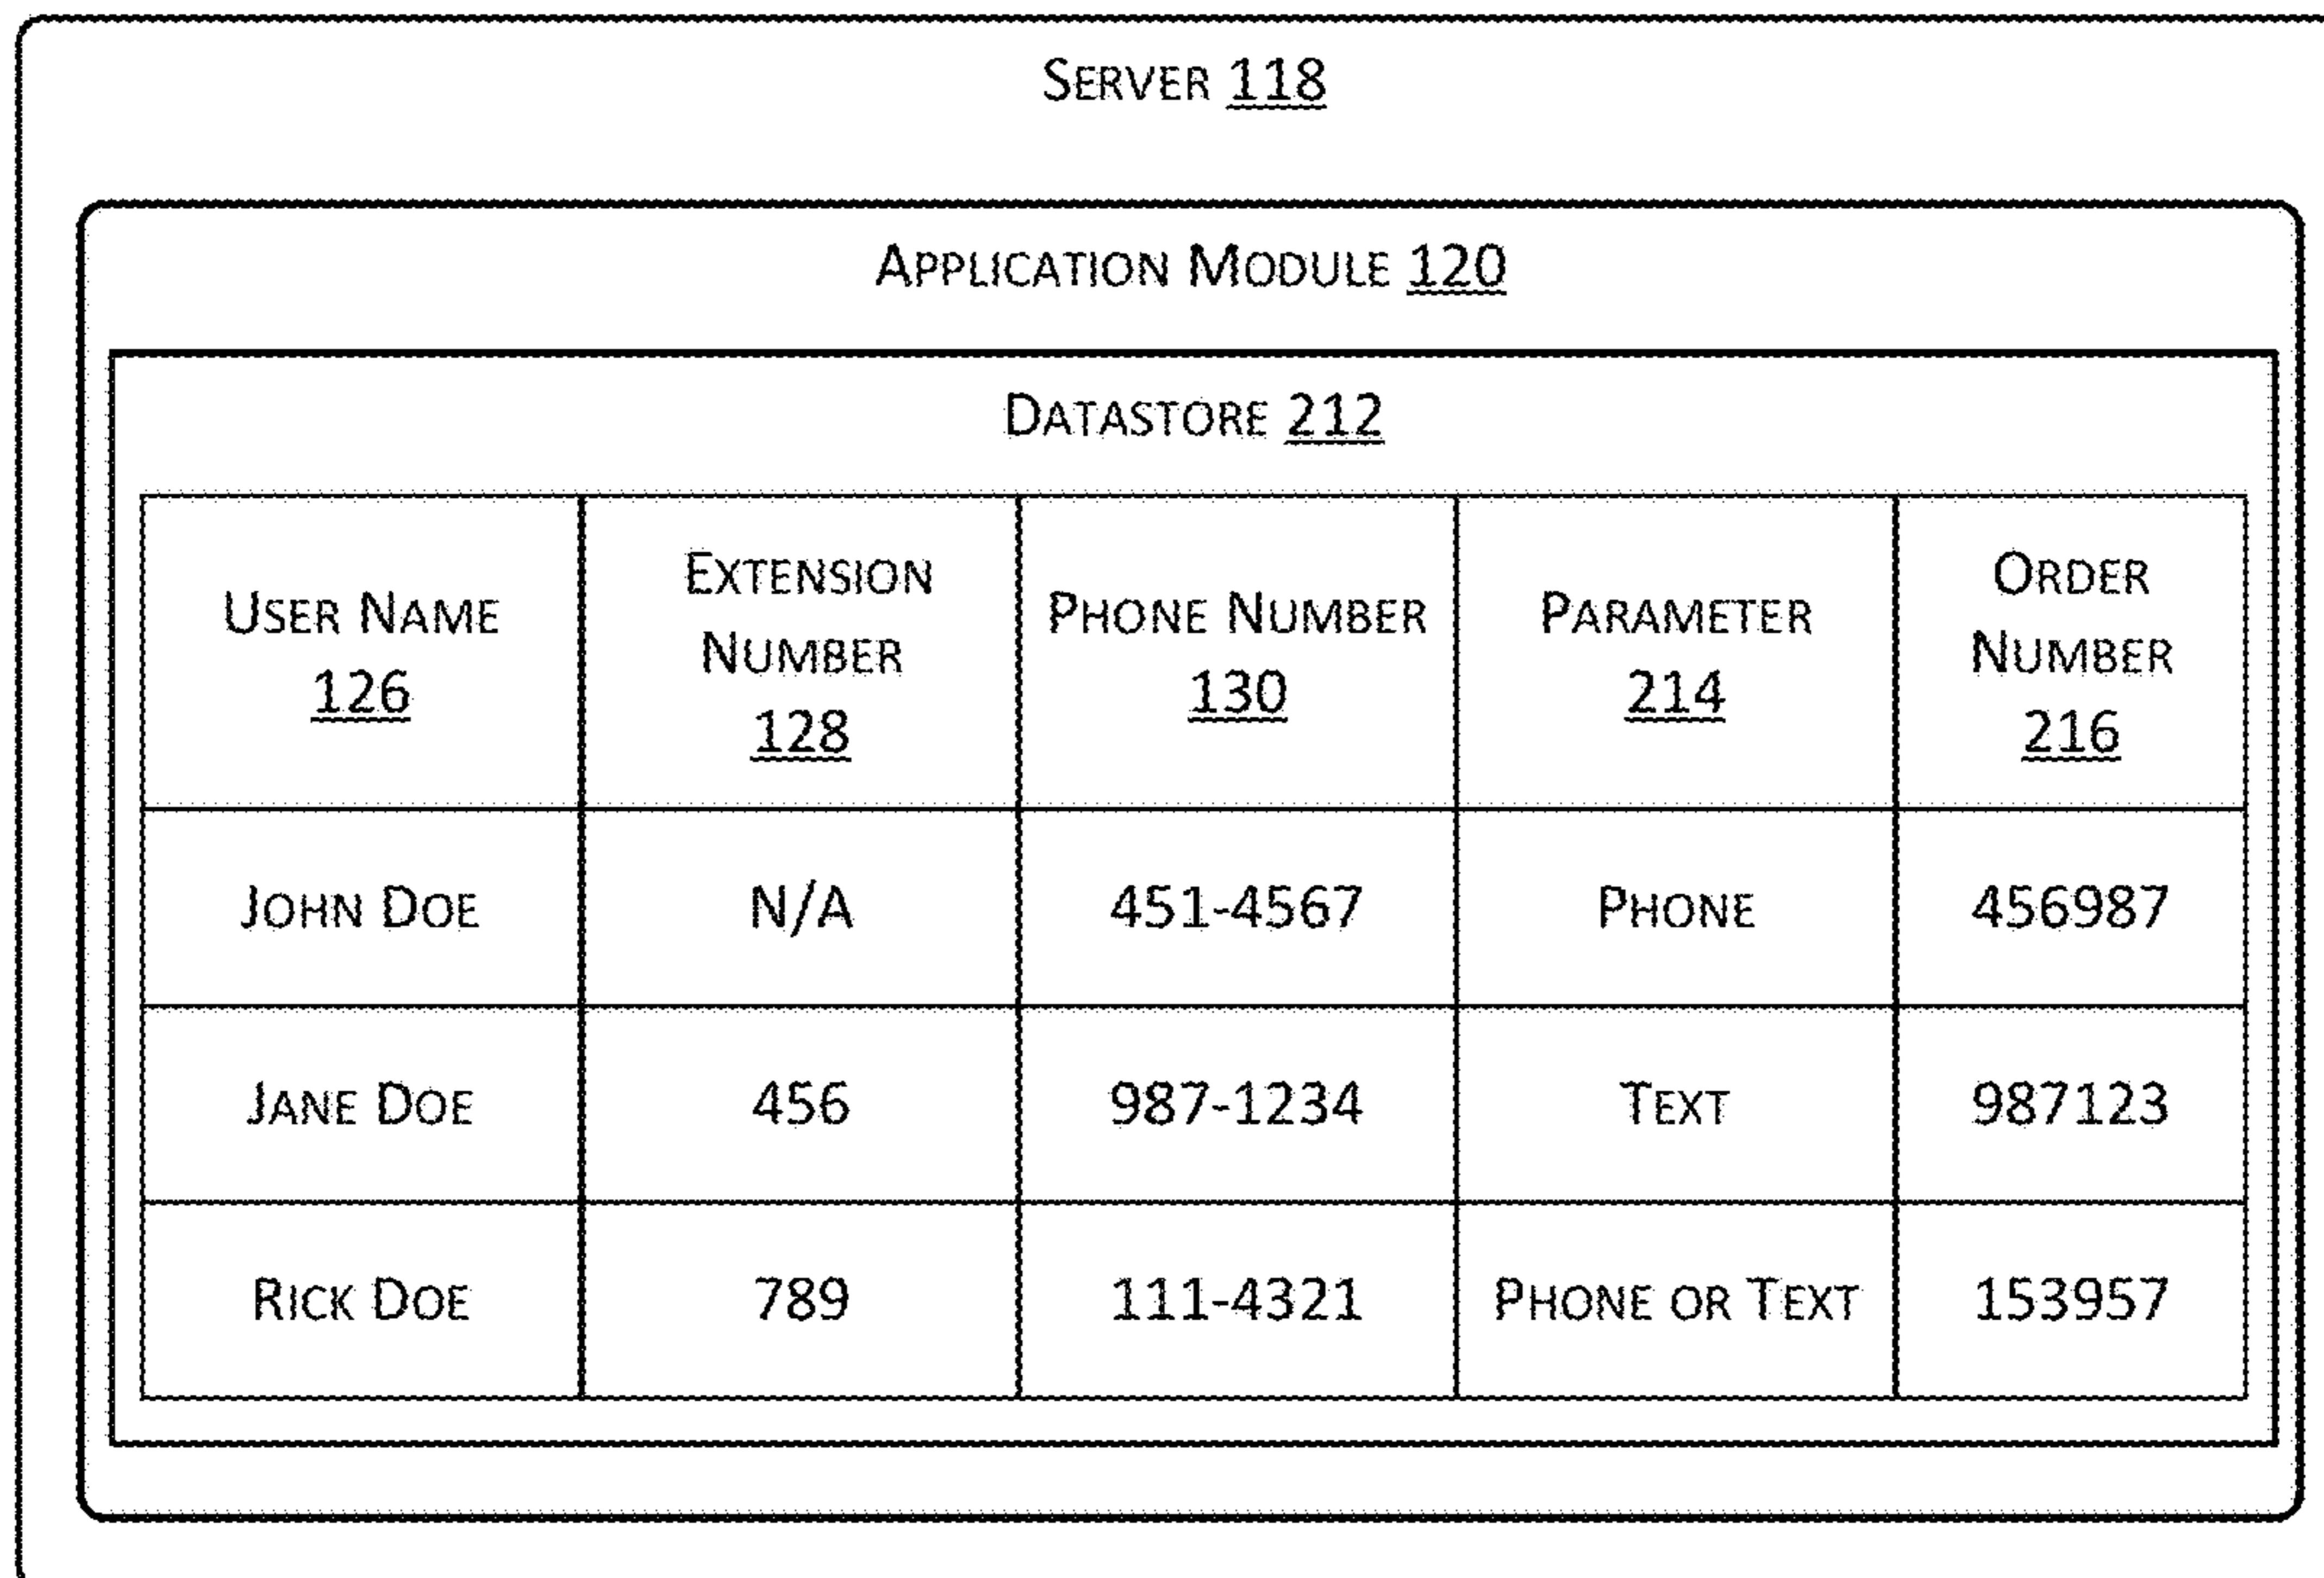 SERVER 118
APPLICATION MODULE 120
DATASTORE 212
USER NAME
126
EXTENSION
NUMBER
128
PHONE NUMBER
130
PARAMETER
214
ORDER
NUMBER
216
JOHN DOE
N/A
451-4567
PHONE
456987
JANE DOE
456
987-1234
TEXT
987123
RICK DOE
789
111-4321
PHONE OR TEXT
153957